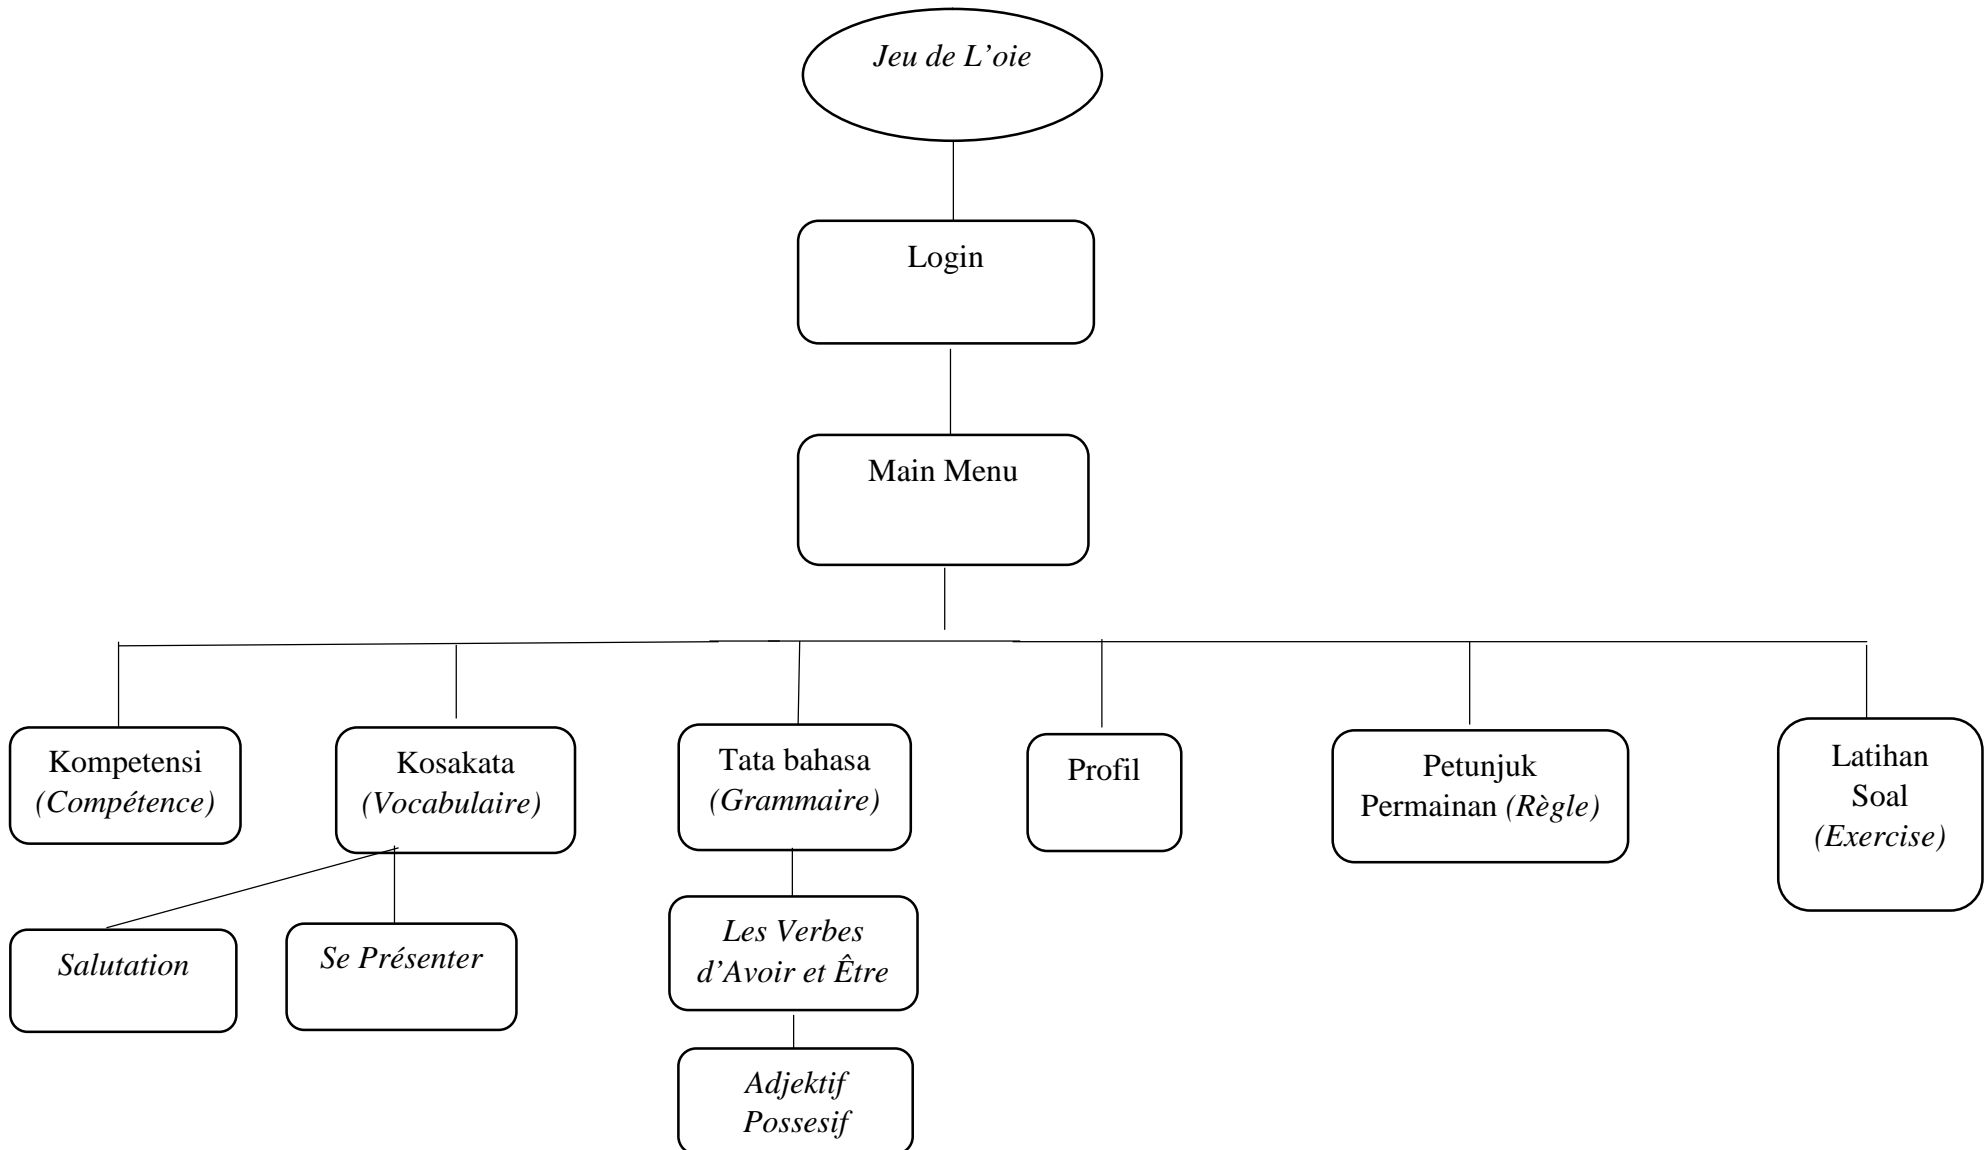 Jeu de L’oie
Login
Main Menu
Kompetensi
(Compétence)
Kosakata
(Vocabulaire)
Tata bahasa
(Grammaire)
Profil
Petunjuk
Permainan (Règle)
Latihan
Soal
(Exercise)
Salutation
Se Présenter
Les Verbes
d’Avoir et Être
Adjektif
Possesif